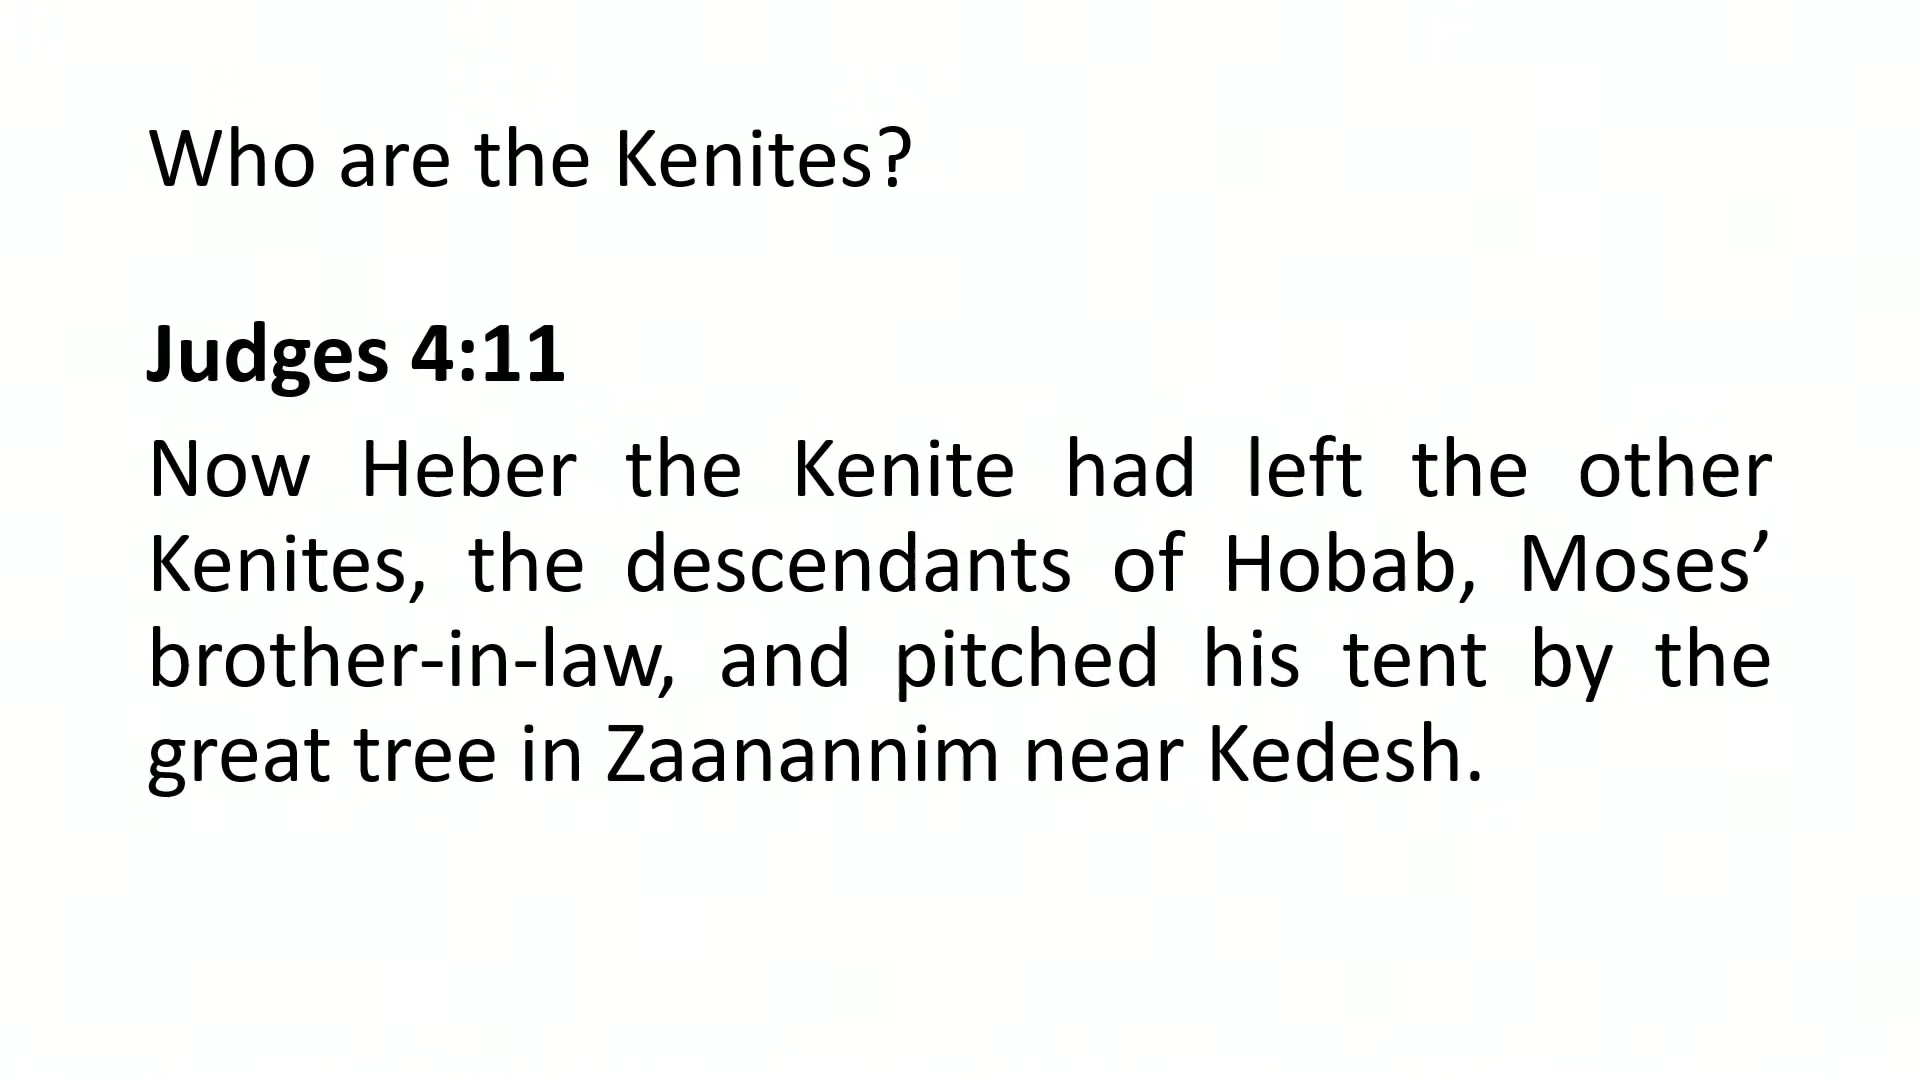 Who are the Kenites?
Judges 4:11
Now Heber the Kenite had left the other
Kenites, the descendants of Hobab, Moses’
brother-in-law, and pitched his tent by the
great tree in Zaanannim near Kedesh.